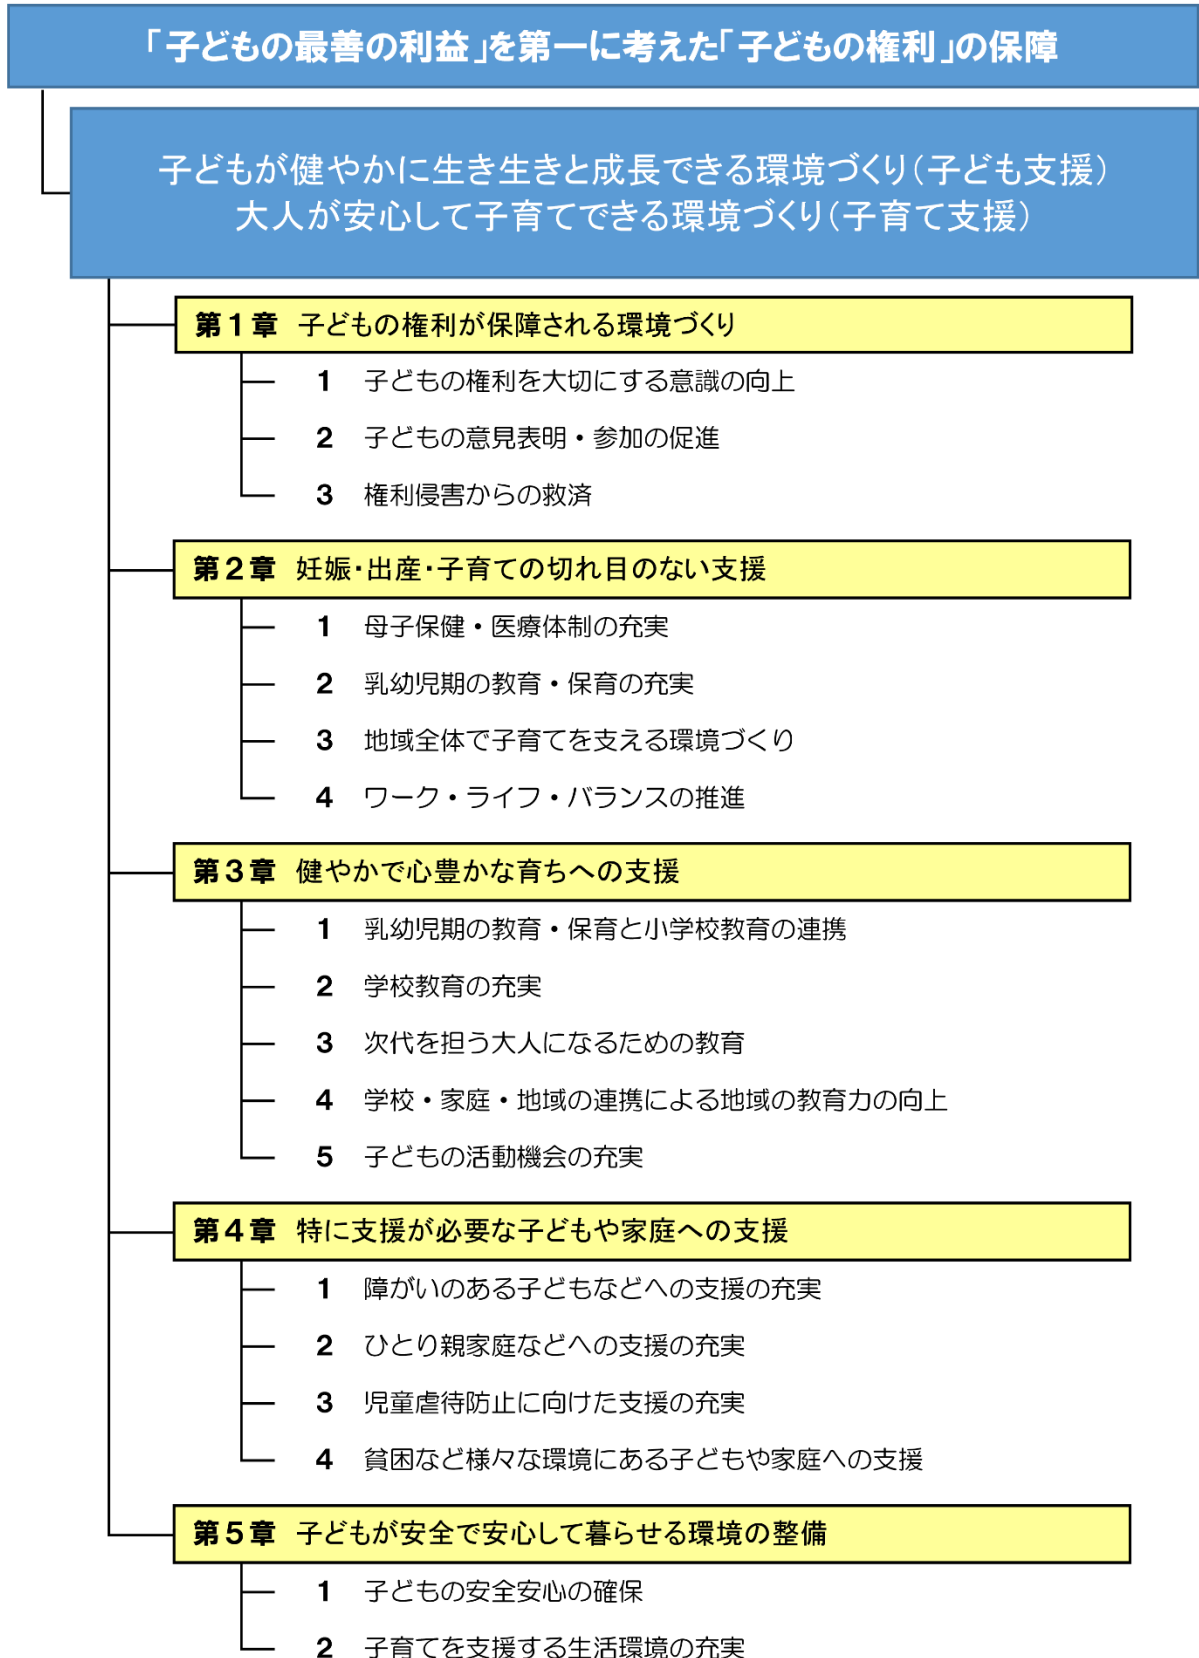 「子どもの最善の利益」を第一に考えた「子どもの権利」の保障
子どもが健やかに生き生きと成長できる環境づくり（子ども支援）
大人が安心して子育てできる環境づくり（子育て支援）
第１章 子どもの権利が保障される環境づくり
1 子どもの権利を大切にする意識の向上
2 子どもの意見表明・参加の促進
3 権利侵害からの救済
第２章 妊娠・出産・子育ての切れ目のない支援
1 母子保健・医療体制の充実
2 乳幼児期の教育・保育の充実
3 地域全体で子育てを支える環境づくり
4 ワーク・ライフ・バランスの推進
第３章 健やかで心豊かな育ちへの支援
1 乳幼児期の教育・保育と小学校教育の連携
2 学校教育の充実
3 次代を担う大人になるための教育
4 学校・家庭・地域の連携による地域の教育力の向上
5 子どもの活動機会の充実
第４章 特に支援が必要な子どもや家庭への支援
1 障がいのある子どもなどへの支援の充実
2 ひとり親家庭などへの支援の充実
3 児童虐待防止に向けた支援の充実
4 貧困など様々な環境にある子どもや家庭への支援
第５章 子どもが安全で安心して暮らせる環境の整備
1 子どもの安全安心の確保
2 子育てを支援する生活環境の充実